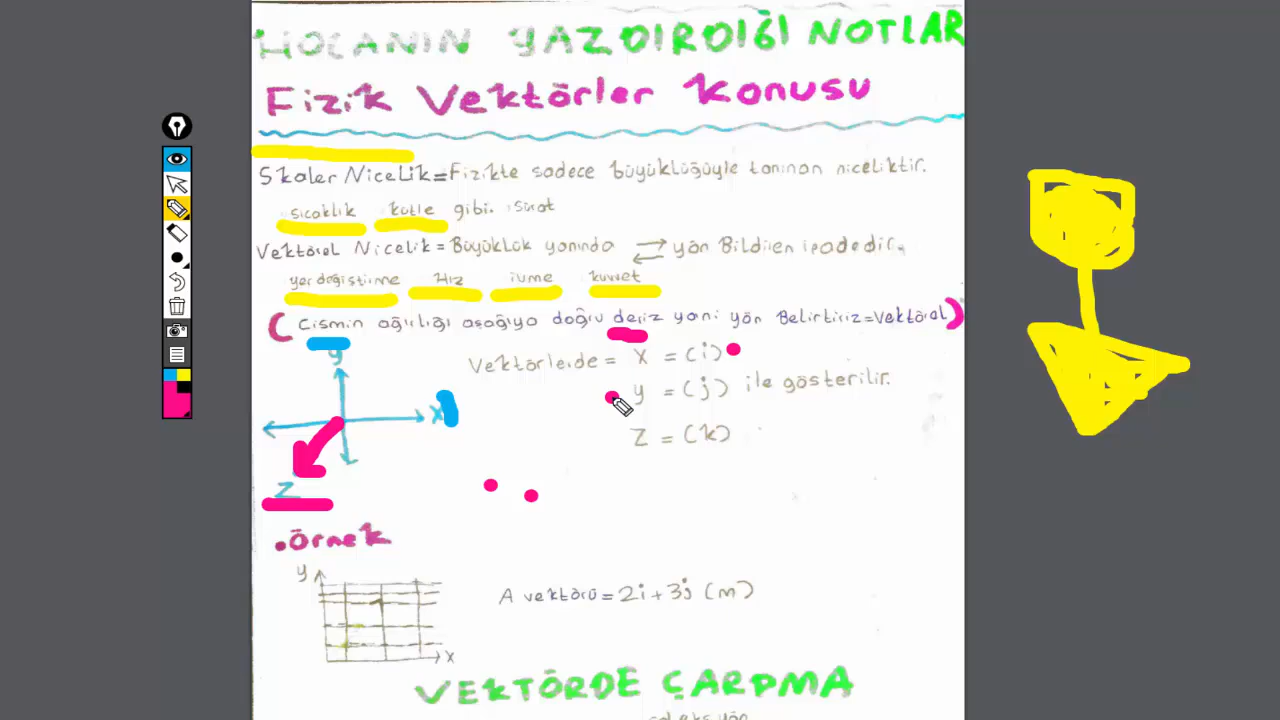 HOCANIN YAZDIRDIĞI NOTLAR
Fizik Vektörler Konusu
Skaler Nicelik=Fizikte sadece büyüklüğüyle tanınan niceliktir.
sıcaklık kütle gibi. sürat
Vektörel Nicelik=Büyüklük yanında yön Bildilen ipadedir.
yerdeğiştirme Hız ivme kuvvet
(Cismin ağırlığı aşağıya doğru deriz yani yön Belirtiriz=Vektörel)
y
Vektörlerde = x = (i)
x
y = (j) ile gösterilir.
z = (k)
Z
.Örnek
y
A vektörü=2i+3j (m)
x
VEKTÖRDE ÇARPMA